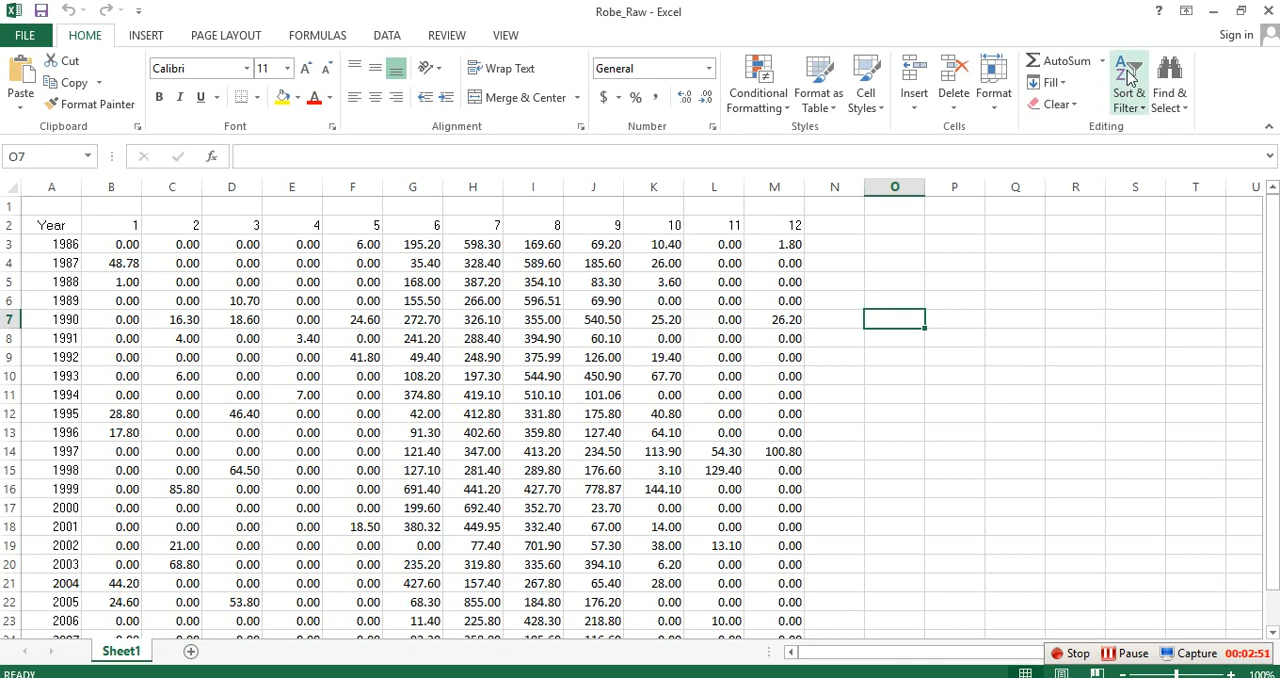 Robe_Raw - Excel
?
FILE HOME INSERT PAGE LAYOUT FORMULAS DATA REVIEW VIEW Sign in
Paste Cut Copy Format Painter
Calibri 11 A A
B I U A
Wrap Text
Merge & Center
General
$ % ,
Conditional Formatting Format as Table Cell Styles
Insert Delete Format
AutoSum Fill Clear
Sort & Filter Find & Select
Clipboard Font Alignment Number Styles Cells Editing
O7 fx
A B C D E F G H I J K L M N O P Q R S T U
1
2 Year 1 2 3 4 5 6 7 8 9 10 11 12
3 1986 0.00 0.00 0.00 0.00 6.00 195.20 598.30 169.60 69.20 10.40 0.00 1.80
4 1987 48.78 0.00 0.00 0.00 0.00 35.40 328.40 589.60 185.60 26.00 0.00 0.00
5 1988 1.00 0.00 0.00 0.00 0.00 168.00 387.20 354.10 83.30 3.60 0.00 0.00
6 1989 0.00 0.00 10.70 0.00 0.00 155.50 266.00 596.51 69.90 0.00 0.00 0.00
7 1990 0.00 16.30 18.60 0.00 24.60 272.70 326.10 355.00 540.50 25.20 0.00 26.20
8 1991 0.00 4.00 0.00 3.40 0.00 241.20 288.40 394.90 60.10 0.00 0.00 0.00
9 1992 0.00 0.00 0.00 0.00 41.80 49.40 248.90 375.99 126.00 19.40 0.00 0.00
10 1993 0.00 6.00 0.00 0.00 0.00 108.20 197.30 544.90 450.90 67.70 0.00 0.00
11 1994 0.00 0.00 0.00 7.00 0.00 374.80 419.10 510.10 101.06 0.00 0.00 0.00
12 1995 28.80 0.00 46.40 0.00 0.00 42.00 412.80 331.80 175.80 40.80 0.00 0.00
13 1996 17.80 0.00 0.00 0.00 0.00 91.30 402.60 359.80 127.40 64.10 0.00 0.00
14 1997 0.00 0.00 0.00 0.00 0.00 121.40 347.00 413.20 234.50 113.90 54.30 100.80
15 1998 0.00 0.00 64.50 0.00 0.00 127.10 281.40 289.80 176.60 3.10 129.40 0.00
16 1999 0.00 85.80 0.00 0.00 0.00 691.40 441.20 427.70 778.87 144.10 0.00 0.00
17 2000 0.00 0.00 0.00 0.00 0.00 199.60 692.40 352.70 23.70 0.00 0.00 0.00
18 2001 0.00 0.00 0.00 0.00 18.50 380.32 449.95 332.40 67.00 14.00 0.00 0.00
19 2002 0.00 21.00 0.00 0.00 0.00 0.00 77.40 701.90 57.30 38.00 13.10 0.00
20 2003 0.00 68.80 0.00 0.00 0.00 235.20 319.80 335.60 394.10 6.20 0.00 0.00
21 2004 44.20 0.00 0.00 0.00 0.00 427.60 157.40 267.80 65.40 28.00 0.00 0.00
22 2005 24.60 0.00 53.80 0.00 0.00 68.30 855.00 184.80 176.20 0.00 0.00 0.00
23 2006 0.00 0.00 0.00 0.00 0.00 11.40 225.80 428.30 218.80 0.00 10.00 0.00
Sheet1
Stop Pause Capture 00:02:51
READY 100%